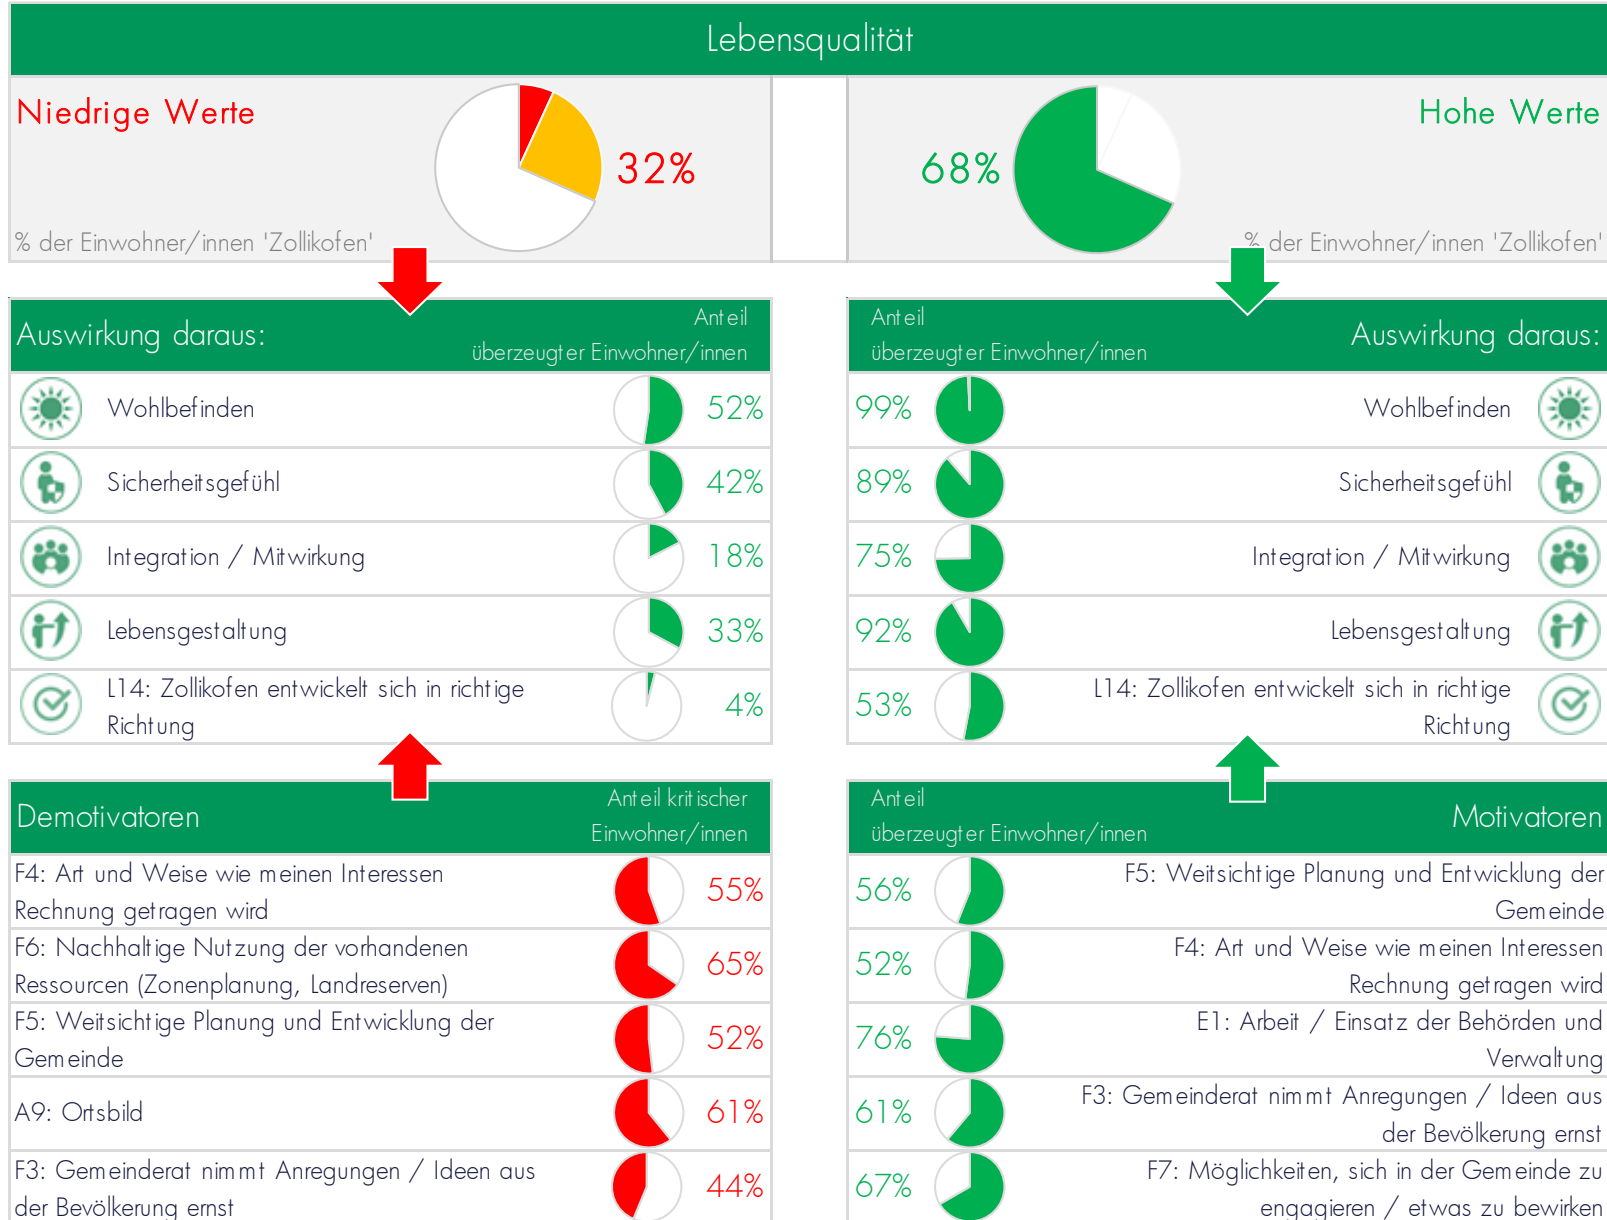 Lebensqualität
Niedrige Werte
32%
% der Einwohner/innen 'Zollikofen'
Hohe Werte
68%
% der Einwohner/innen 'Zollikofen'
Auswirkung daraus:
Anteil
überzeugter Einwohner/innen
Wohlbefinden 52%
Sicherheitsgefühl 42%
Integration / Mitwirkung 18%
Lebensgestaltung 33%
L14: Zollikofen entwickelt sich in richtige
Richtung
4%
Anteil
überzeugter Einwohner/innen
Auswirkung daraus:
99% Wohlbefinden
89% Sicherheitsgefühl
75% Integration / Mitwirkung
92% Lebensgestaltung
53%
L14: Zollikofen entwickelt sich in richtige
Richtung
Demotivatoren
Anteil kritischer
Einwohner/innen
F4: Art und Weise wie meinen Interessen
Rechnung getragen wird
55%
F6: Nachhaltige Nutzung der vorhandenen
Ressourcen (Zonenplanung, Landreserven)
65%
F5: Weitsichtige Planung und Entwicklung der
Gemeinde
52%
A9: Ortsbild 61%
F3: Gemeinderat nimmt Anregungen / Ideen aus
der Bevölkerung ernst
44%
Anteil
überzeugter Einwohner/innen
Motivatoren
56%
F5: Weitsichtige Planung und Entwicklung der
Gemeinde
52%
F4: Art und Weise wie meinen Interessen
Rechnung getragen wird
76%
E1: Arbeit / Einsatz der Behörden und
Verwaltung
61%
F3: Gemeinderat nimmt Anregungen / Ideen aus
der Bevölkerung ernst
67%
F7: Möglichkeiten, sich in der Gemeinde zu
engagieren / etwas zu bewirken